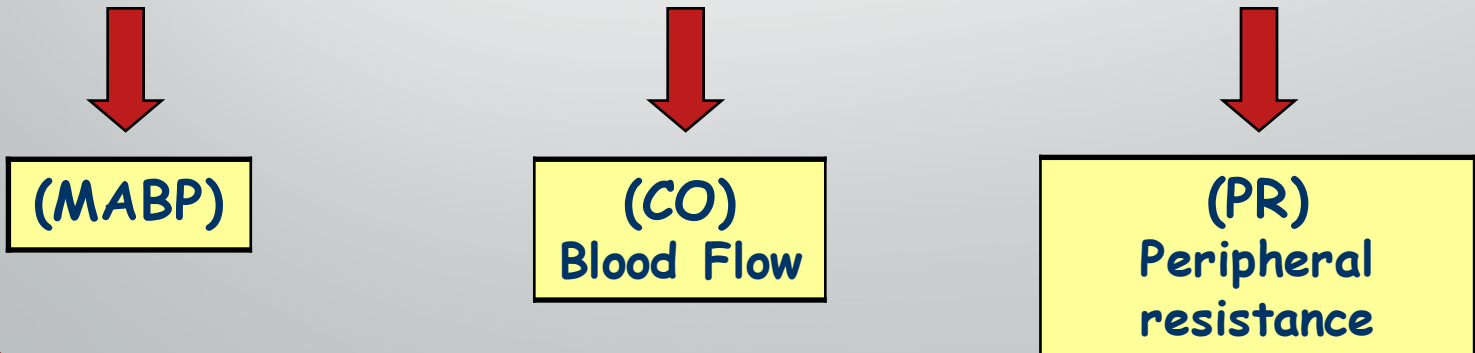 (MABP)
(CO)
Blood Flow
(PR)
Peripheral
resistance